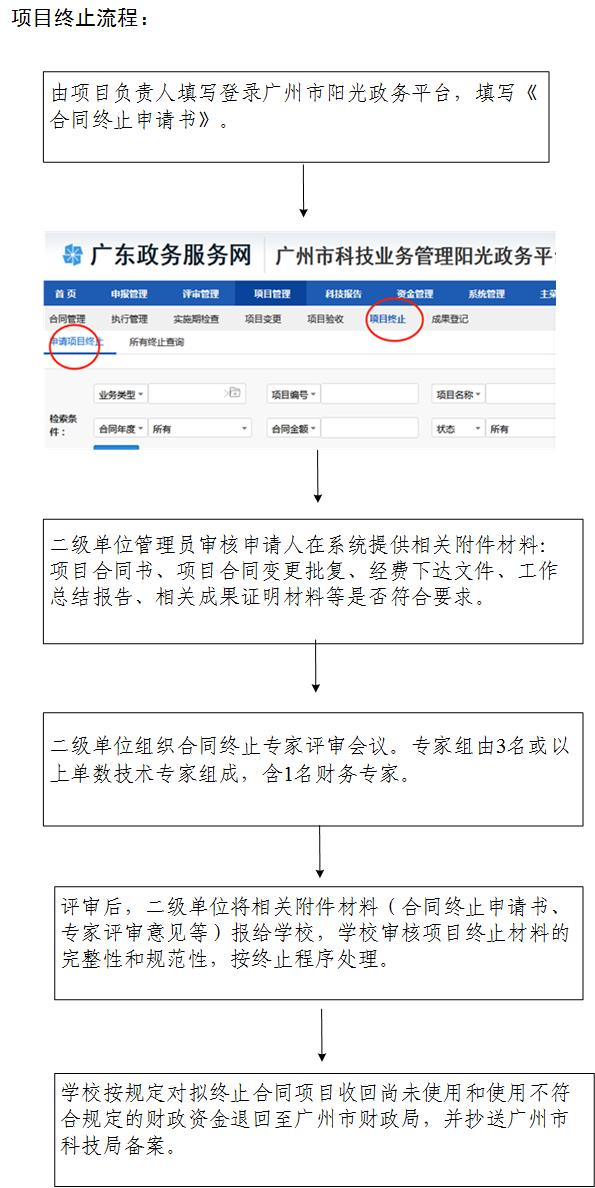 项目终止流程：
由项目负责人填写登录广州市阳光政务平台，填写《
合同终止申请书》。
广东政务服务网 广州市科技业务管理阳光政务平台
首页 申报管理 评审管理 项目管理 科技报告 资金管理 系统管理 主菜
合同管理 执行管理 实施期检查 项目变更 项目验收 项目终止 成果登记
申请项目终止 所有终止查询
业务类型 项目编号 项目名称
检索条
件：
合同年度 所有 合同金额 状态 所有
二级单位管理员审核申请人在系统提供相关附件材料：
项目合同书、项目合同变更批复、经费下达文件、工作
总结报告、相关成果证明材料等是否符合要求。
二级单位组织合同终止专家评审会议。专家组由3名或以
上单数技术专家组成，含1名财务专家。
评审后，二级单位将相关附件材料（合同终止申请书、
专家评审意见等）报给学校，学校审核项目终止材料的
完整性和规范性，按终止程序处理。
学校按规定对拟终止合同项目收回尚未使用和使用不符
合规定的财政资金退回至广州市财政局，并抄送广州市
科技局备案。